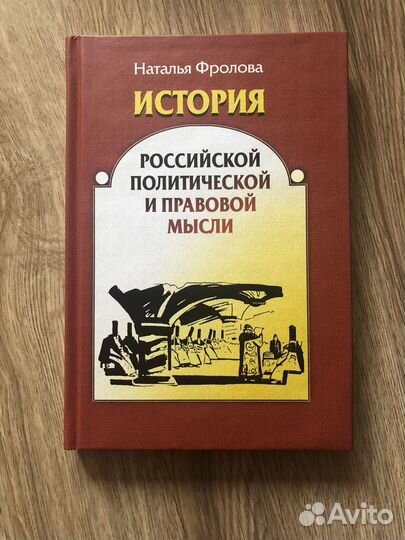 Наталья Фролова
ИСТОРИЯ
РОССИЙСКОЙ
ПОЛИТИЧЕСКОЙ
И ПРАВОВОЙ
МЫСЛИ
Avito